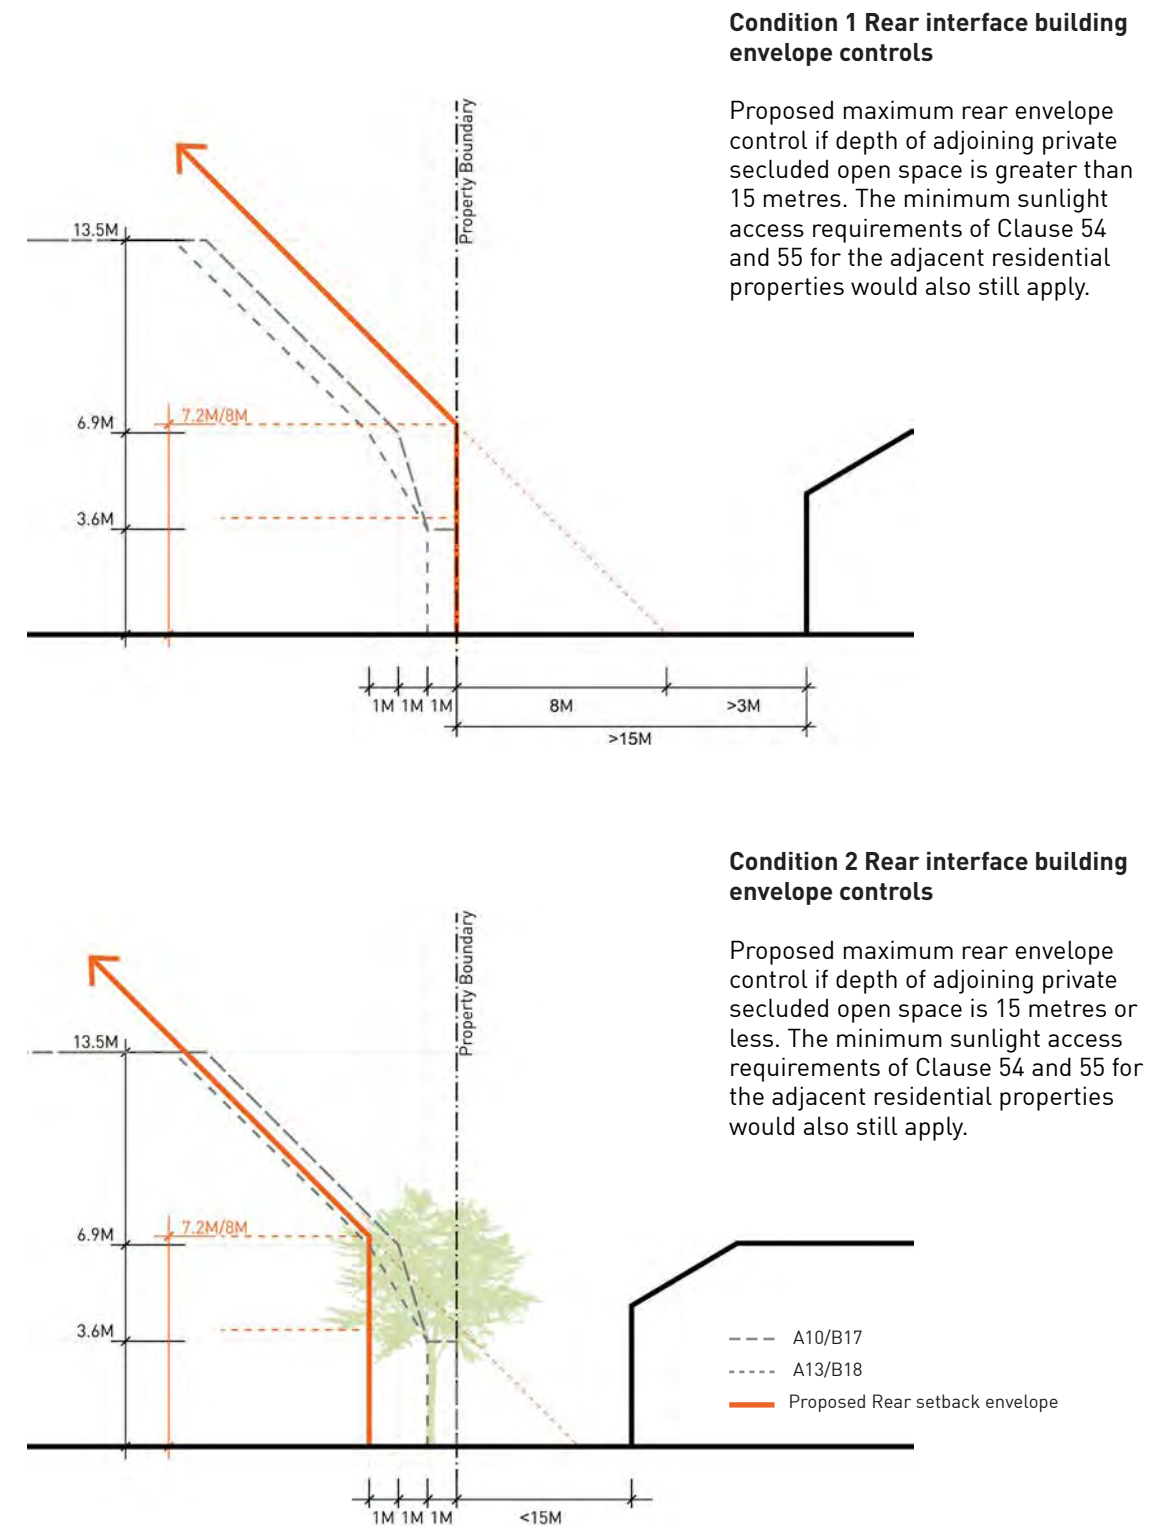 Condition 1 Rear interface building
envelope controls
Proposed maximum rear envelope
control if depth of adjoining private
secluded open space is greater than
15 metres. The minimum sunlight
access requirements of Clause 54
and 55 for the adjacent residential
properties would also still apply.
Property Boundary
13.5M
6.9M
7.2M/8M
3.6M
1M 1M 1M
8M
>3M
>15M
Condition 2 Rear interface building
envelope controls
Proposed maximum rear envelope
control if depth of adjoining private
secluded open space is 15 metres or
less. The minimum sunlight access
requirements of Clause 54 and 55 for
the adjacent residential properties
would also still apply.
Property Boundary
13.5M
6.9M
7.2M/8M
3.6M
A10/B17
A13/B18
Proposed Rear setback envelope
1M 1M 1M
<15M